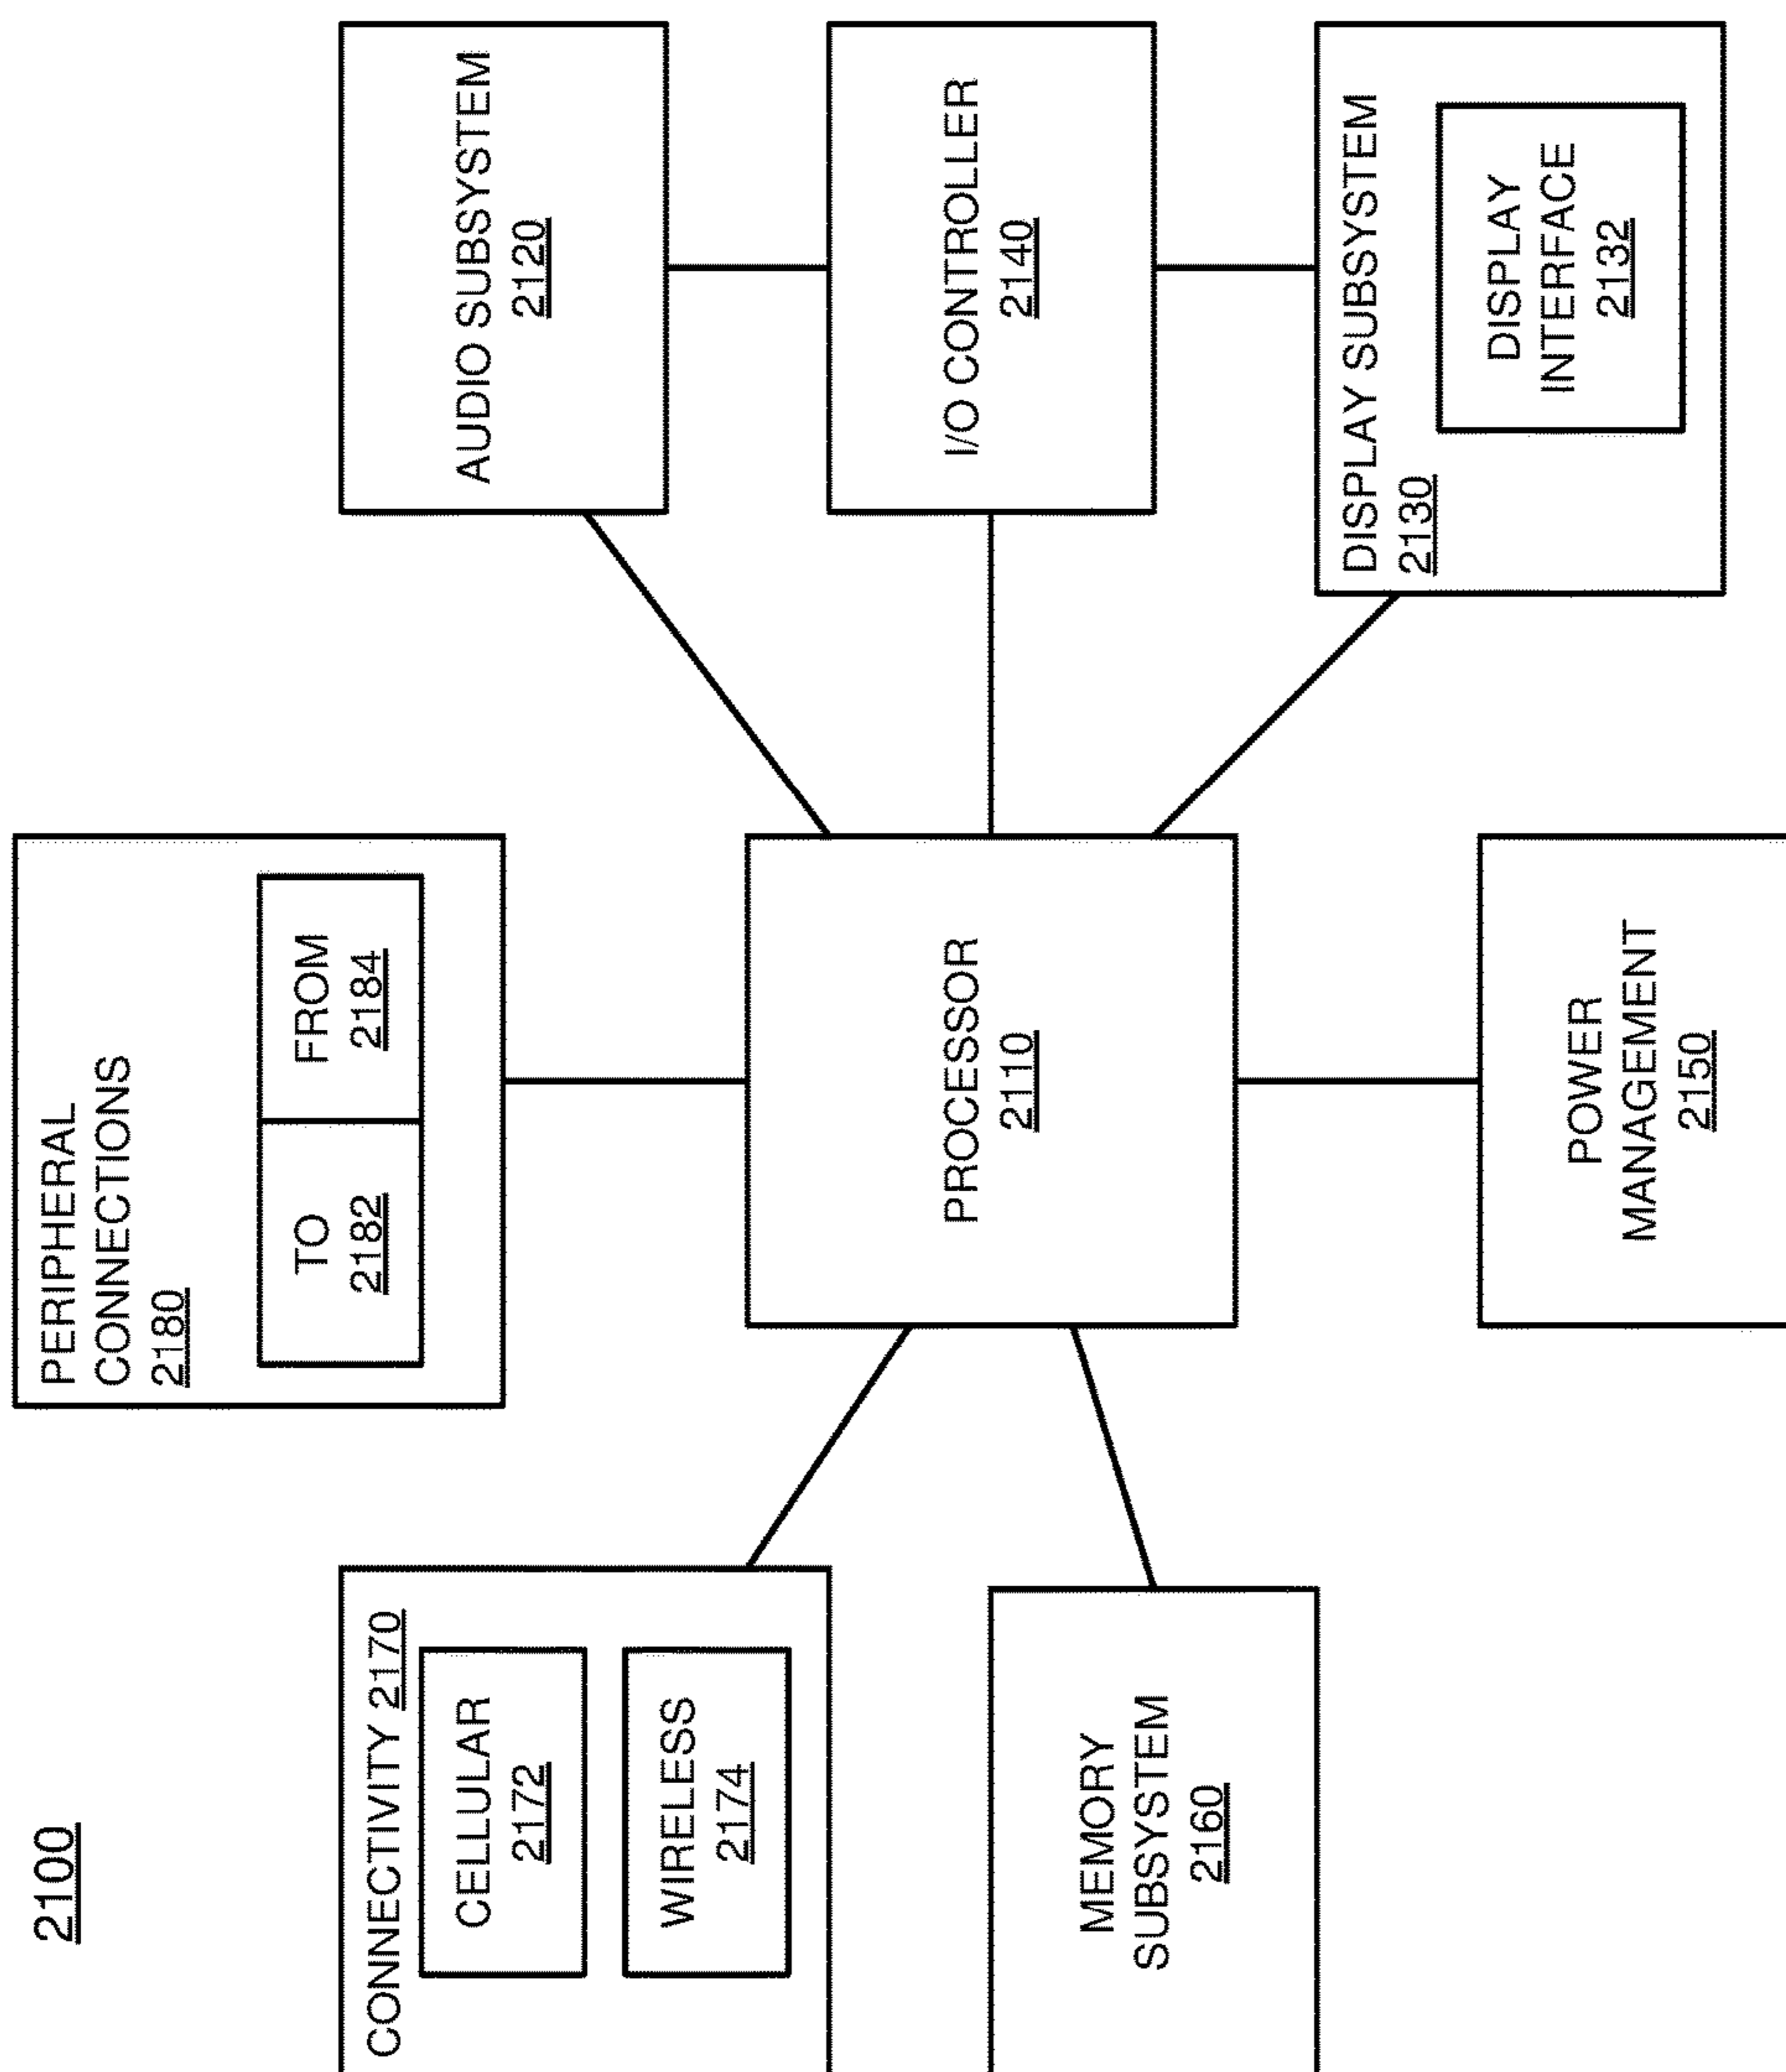 2100
PERIPHERAL
CONNECTIONS
2180
TO
2182
FROM
2184
CONNECTIVITY 2170
CELLULAR
2172
WIRELESS
2174
AUDIO SUBSYSTEM
2120
PROCESSOR
2110
I/O CONTROLLER
2140
MEMORY
SUBSYSTEM
2160
DISPLAY SUBSYSTEM
2130
DISPLAY
INTERFACE
2132
POWER
MANAGEMENT
2150